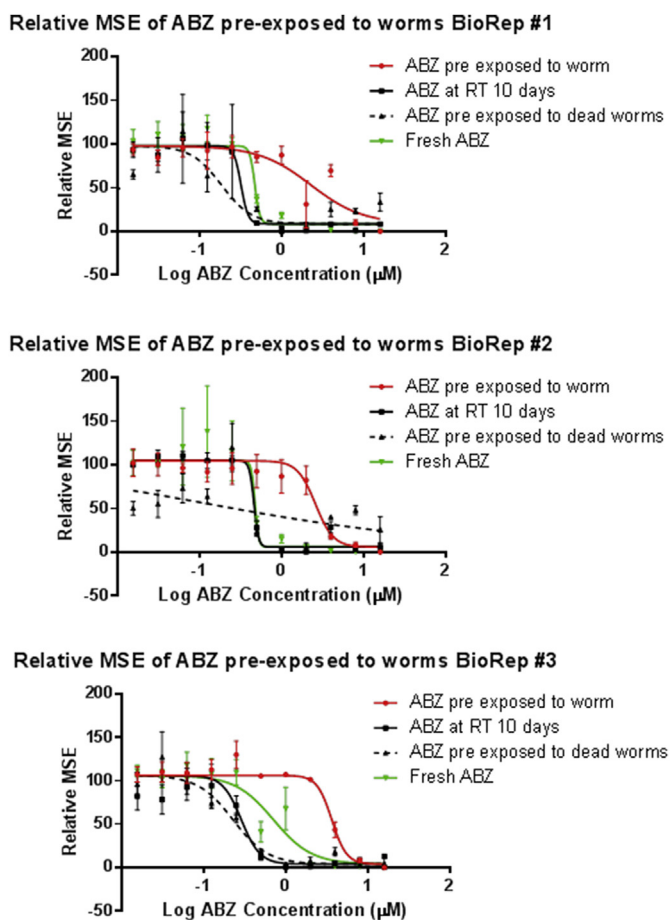 Relative MSE of ABZ pre-exposed to worms BioRep #1
200
150
100
50
0
-50
Relative MSE
-1
0
1
2
Log ABZ Concentration (µM)
ABZ pre exposed to worm
ABZ at RT 10 days
ABZ pre exposed to dead worms
Fresh ABZ
Relative MSE of ABZ pre-exposed to worms BioRep #2
200
150
100
50
0
-50
Relative MSE
-1
0
1
2
Log ABZ Concentration (µM)
ABZ pre exposed to worm
ABZ at RT 10 days
ABZ pre exposed to dead worms
Fresh ABZ
Relative MSE of ABZ pre-exposed to worms BioRep #3
200
150
100
50
0
-50
Relative MSE
-1
0
1
2
Log ABZ Concentration (µM)
ABZ pre exposed to worm
ABZ at RT 10 days
ABZ pre exposed to dead worms
Fresh ABZ